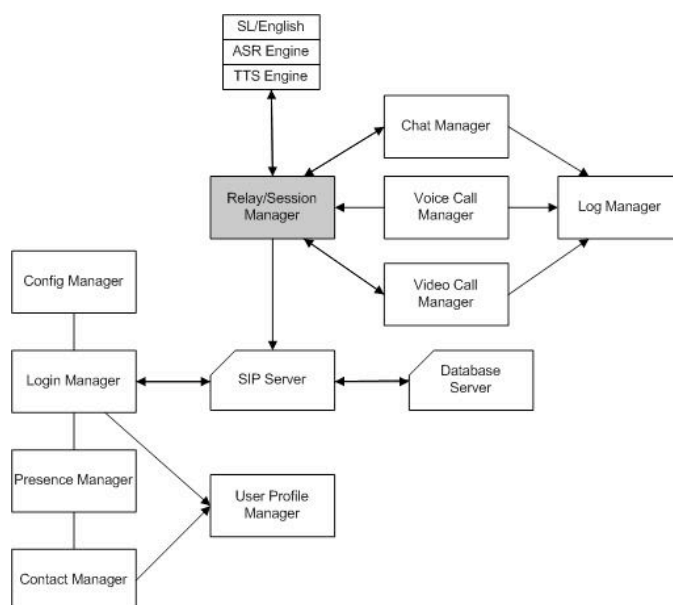 SL/English
ASR Engine
TTS Engine
Chat Manager
Relay/Session
Manager
Voice Call
Manager
Log Manager
Video Call
Manager
Config Manager
Login Manager
SIP Server
Database
Server
Presence Manager
User Profile
Manager
Contact Manager